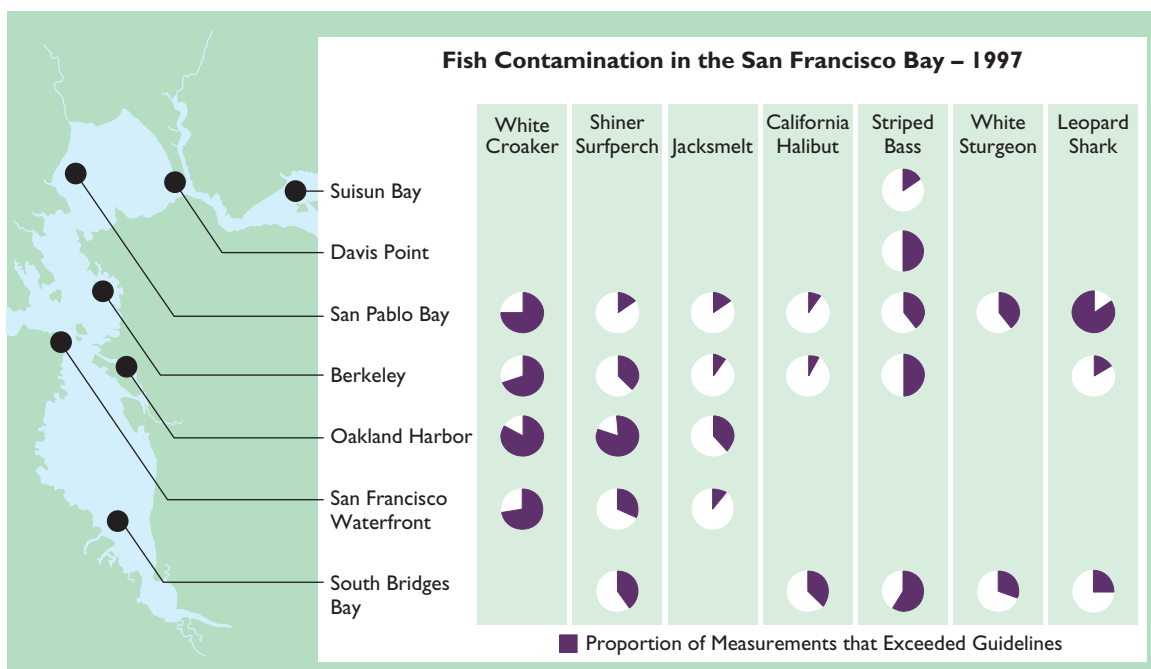 Fish Contamination in the San Francisco Bay – 1997
White
Croaker
Shiner
Surfperch
Jacksmelt
California
Halibut
Striped
Bass
White
Sturgeon
Leopard
Shark
Suisun Bay
Davis Point
San Pablo Bay
Berkeley
Oakland Harbor
San Francisco
Waterfront
South Bridges
Bay
Proportion of Measurements that Exceeded Guidelines